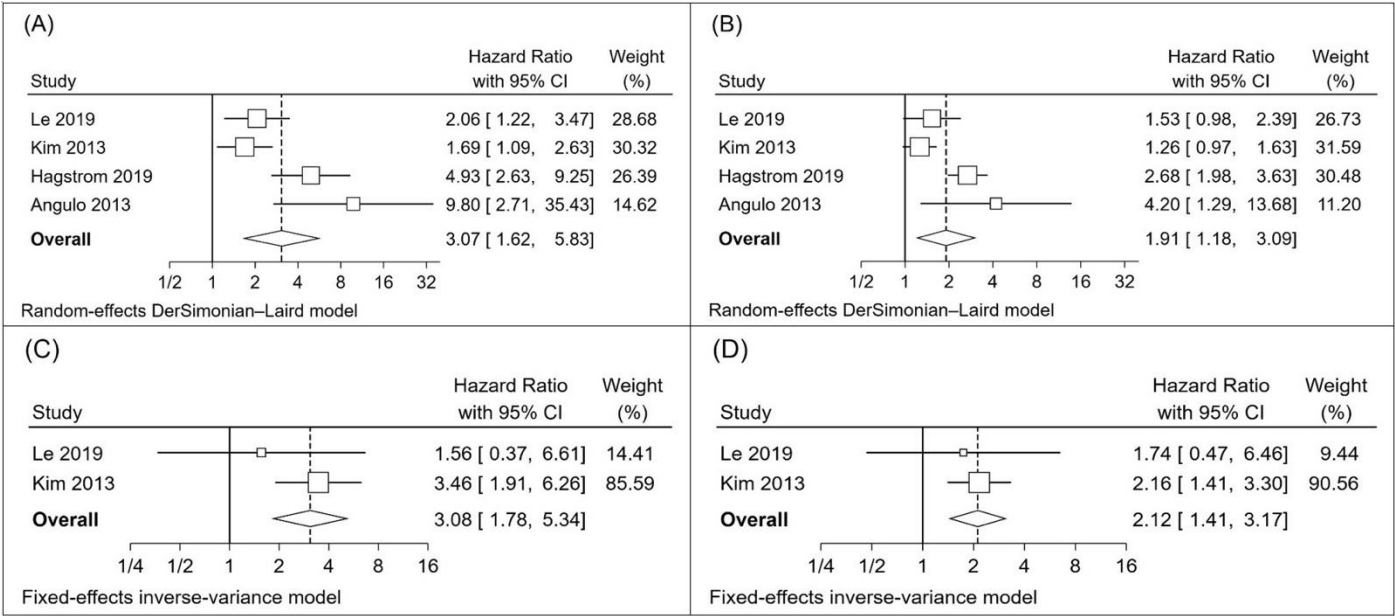 (A)
Hazard Ratio Weight
Study with 95% CI (%)
Le 2019 2.06 [ 1.22, 3.47] 28.68
Kim 2013 1.69 [ 1.09, 2.63] 30.32
Hagstrom 2019 4.93 [ 2.63, 9.25] 26.39
Angulo 2013 9.80 [ 2.71, 35.43] 14.62
Overall 3.07 [ 1.62, 5.83]
1/2 1 2 4 8 16 32
Random-effects DerSimonian–Laird model
(B)
Hazard Ratio Weight
Study with 95% CI (%)
Le 2019 1.53 [ 0.98, 2.39] 26.73
Kim 2013 1.26 [ 0.97, 1.63] 31.59
Hagstrom 2019 2.68 [ 1.98, 3.63] 30.48
Angulo 2013 4.20 [ 1.29, 13.68] 11.20
Overall 1.91 [ 1.18, 3.09]
1/2 1 2 4 8 16 32
Random-effects DerSimonian–Laird model
(C)
Hazard Ratio Weight
Study with 95% CI (%)
Le 2019 1.56 [ 0.37, 6.61] 14.41
Kim 2013 3.46 [ 1.91, 6.26] 85.59
Overall 3.08 [ 1.78, 5.34]
1/4 1/2 1 2 4 8 16
Fixed-effects inverse-variance model
(D)
Hazard Ratio Weight
Study with 95% CI (%)
Le 2019 1.74 [ 0.47, 6.46] 9.44
Kim 2013 2.16 [ 1.41, 3.30] 90.56
Overall 2.12 [ 1.41, 3.17]
1/4 1/2 1 2 4 8 16
Fixed-effects inverse-variance model